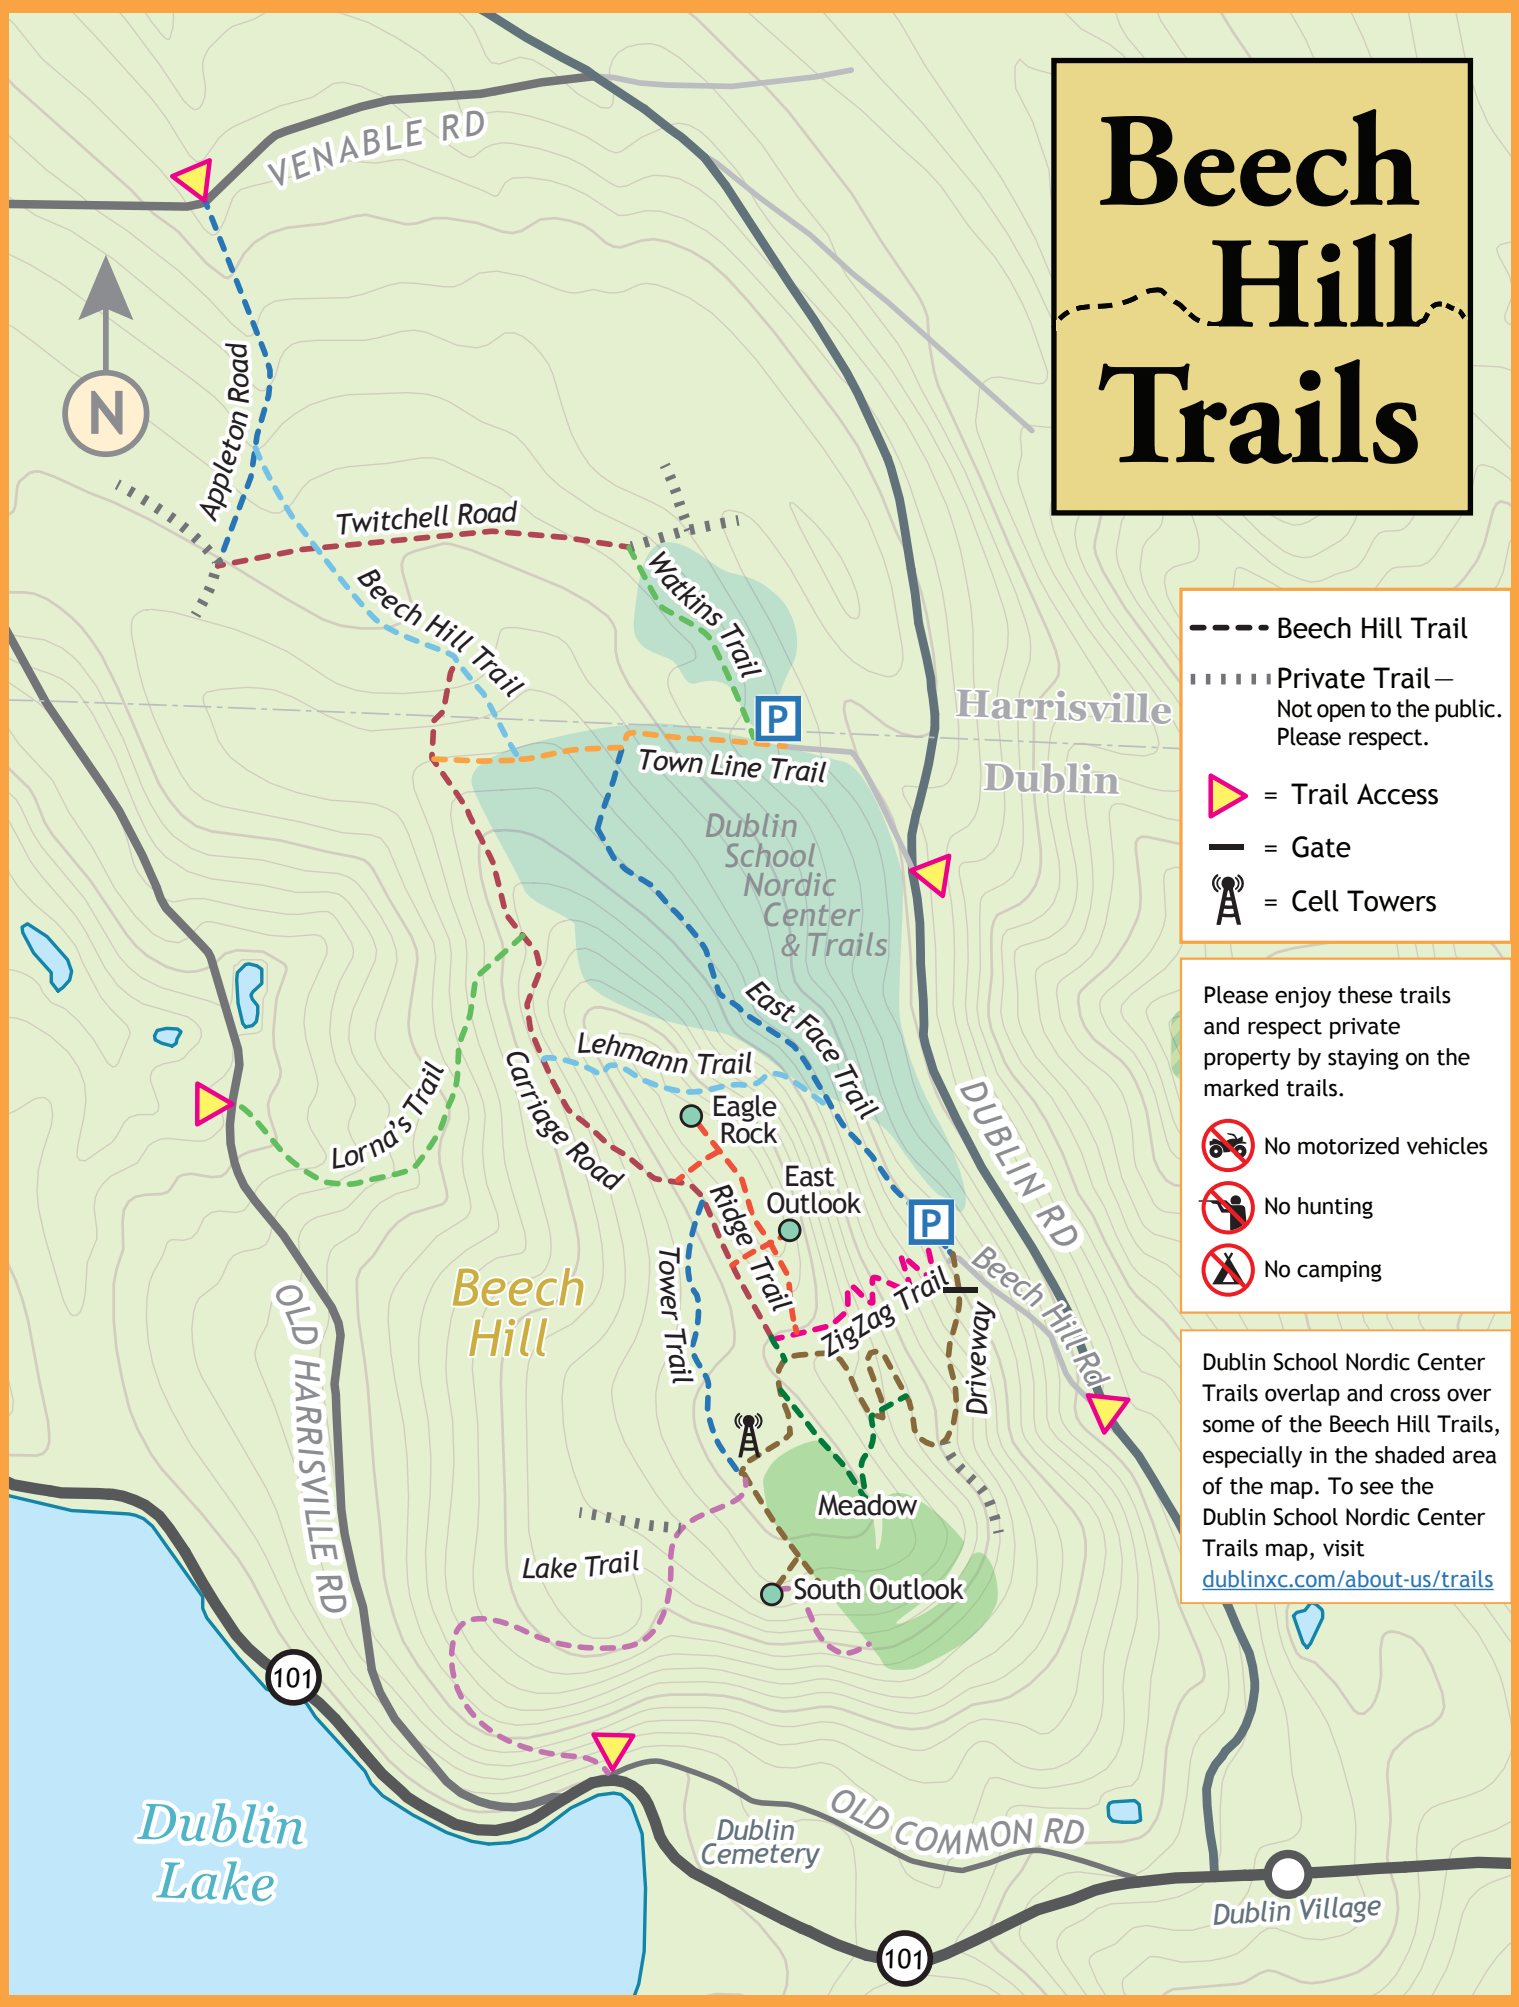 Beech
Hill
Trails
VENABLE RD
N
Appleton Road
Twitchell Road
Beech Hill Trail
Watkins Trail
P
Town Line Trail
Harrisville
Dublin
Dublin
School
Nordic
Center
& Trails
East Face Trail
Lehmann Trail
Carriage Road
Lorna's Trail
Eagle
Rock
East
Outlook
Ridge Trail
Tower Trail
P
ZigZag Trail
Driveway
Beech Hill Rd
DUBLIN RD
Beech
Hill
OLD HARRISVILLE RD
Meadow
Lake Trail
South Outlook
101
Dublin
Lake
Dublin
Cemetery
OLD COMMON RD
Dublin Village
101
Beech Hill Trail
Private Trail —
Not open to the public.
Please respect.
= Trail Access
= Gate
= Cell Towers
Please enjoy these trails
and respect private
property by staying on the
marked trails.
No motorized vehicles
No hunting
No camping
Dublin School Nordic Center
Trails overlap and cross over
some of the Beech Hill Trails,
especially in the shaded area
of the map. To see the
Dublin School Nordic Center
Trails map, visit
dublinxc.com/about-us/trails